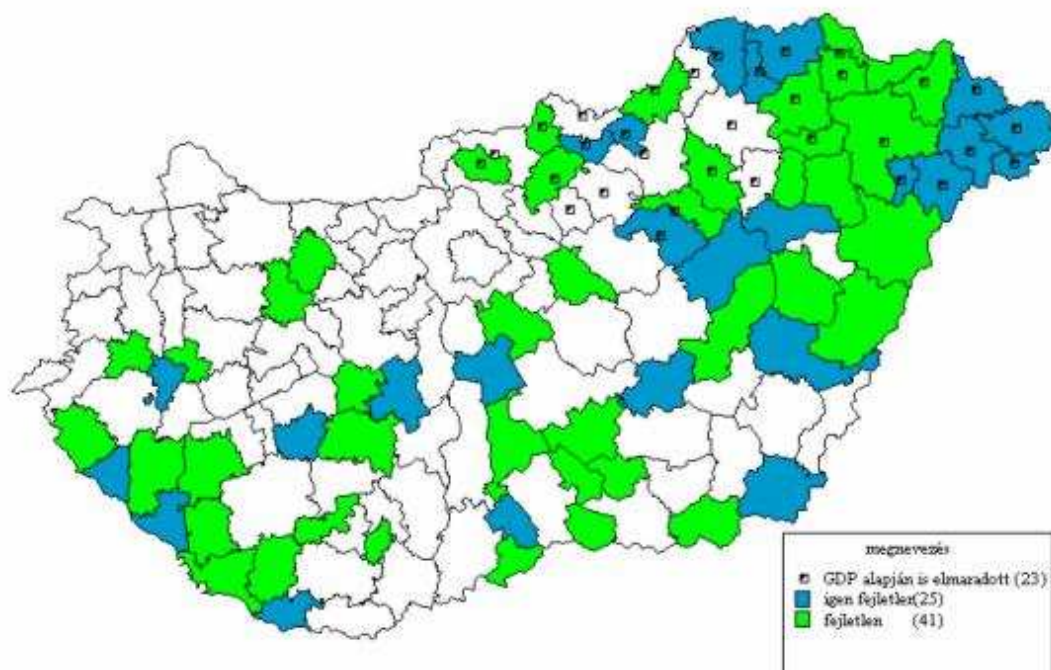 megnevezés
GDP alapján is elmaradott (23)
igen fejletlen(25)
fejletlen (41)